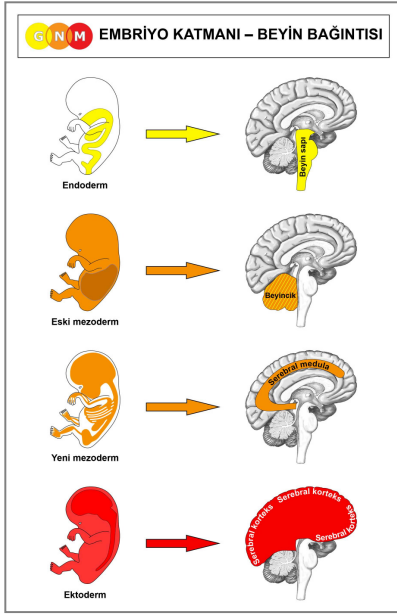 GNM EMBRİYO KATMANI – BEYİN BAĞINTISI
Endoderm
Beyin sapı
Eski mezoderm
Beyincik
Yeni mezoderm
Serebral medula
Ektoderm
Serebral korteks
Serebral korteks
Serebral korteks
Serebral korteks